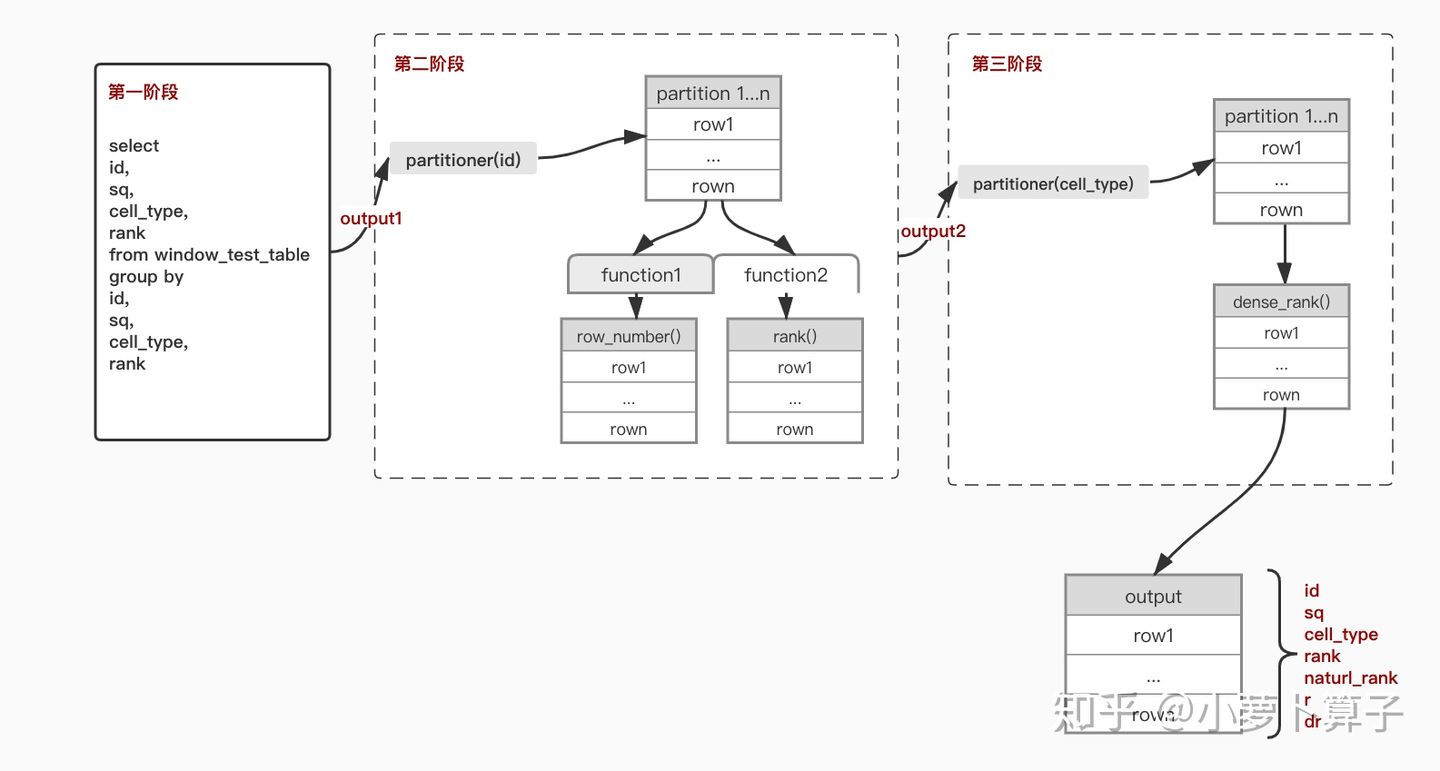 第一阶段
select
id,
sq,
cell_type,
rank
from window_test_table
group by
id,
sq,
cell_type,
rank
output1
第二阶段
partitioner(id)
partition 1...n
row1
...
rown
function1
function2
row_number()
row1
...
rown
rank()
row1
...
rown
output2
第三阶段
partitioner(cell_type)
partition 1...n
row1
...
rown
dense_rank()
row1
...
rown
output
row1
...
rown
id
sq
cell_type
rank
naturl_rank
r
dr
知乎 @小萝卜算子